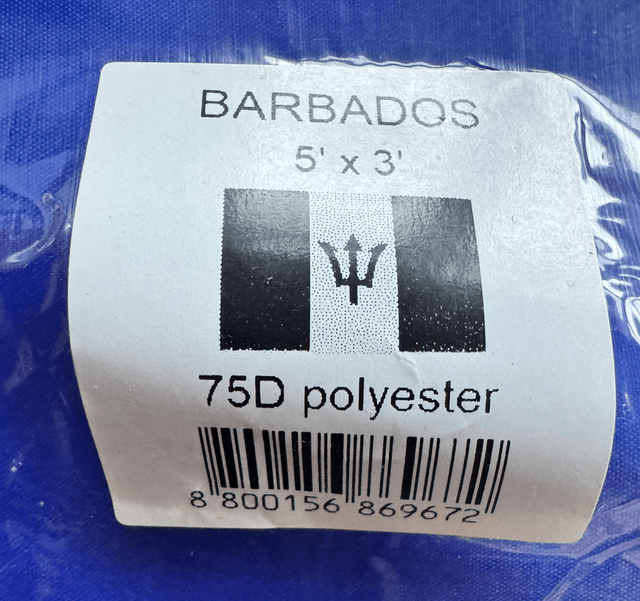 BARBADOS
5' x 3'
75D polyester
8 800156 869672